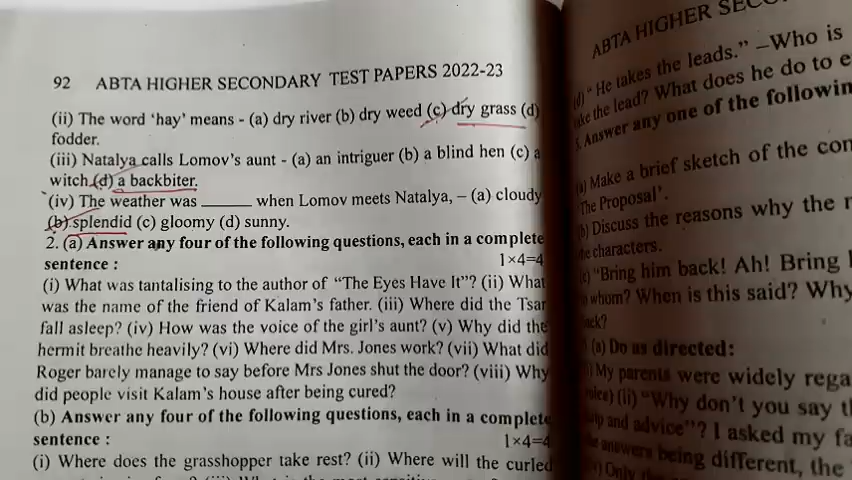 92 ABTA HIGHER SECONDARY TEST PAPERS 2022-23
(ii) The word 'hay' means - (a) dry river (b) dry weed (c) dry grass (d)
fodder.
(iii) Natalya calls Lomov's aunt - (a) an intriguer (b) a blind hen (c) a
witch (d) a backbiter.
(iv) The weather was ______ when Lomov meets Natalya, – (a) cloudy
(b) splendid (c) gloomy (d) sunny.
2. (a) Answer any four of the following questions, each in a complete
sentence : 1×4=4
(i) What was tantalising to the author of "The Eyes Have It"? (ii) What
was the name of the friend of Kalam's father. (iii) Where did the Tsar
fall asleep? (iv) How was the voice of the girl's aunt? (v) Why did the
hermit breathe heavily? (vi) Where did Mrs. Jones work? (vii) What did
Roger barely manage to say before Mrs Jones shut the door? (viii) Why
did people visit Kalam's house after being cured?
(b) Answer any four of the following questions, each in a complete
sentence : 1×4=4
(i) Where does the grasshopper take rest? (ii) Where will the curled
ABTA HIGHER
(d) "He takes the leads." –Who is
the lead? What does he do to
Answer any one of the
(a) Make a brief sketch of the
The Proposal'.
(b) Discuss the reasons why the
characters.
"Bring him back! Ah! Bring
whom? When is this said? Why
(a) Do as directed:
My parents were widely
(ii) "Why don't you say
and advice"? I asked my
answers being different, the